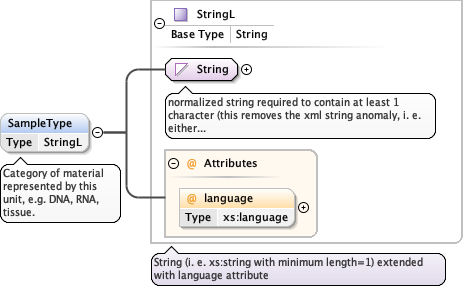 StringL
Base Type String
String
normalized string required to contain at least 1
character (this removes the xml string anomaly, i. e.
either...
SampleType
Type StringL
Category of material
represented by this
unit, e.g. DNA, RNA,
tissue.
@ Attributes
@ language
Type xs:language
String (i. e. xs:string with minimum length=1) extended
with language attribute